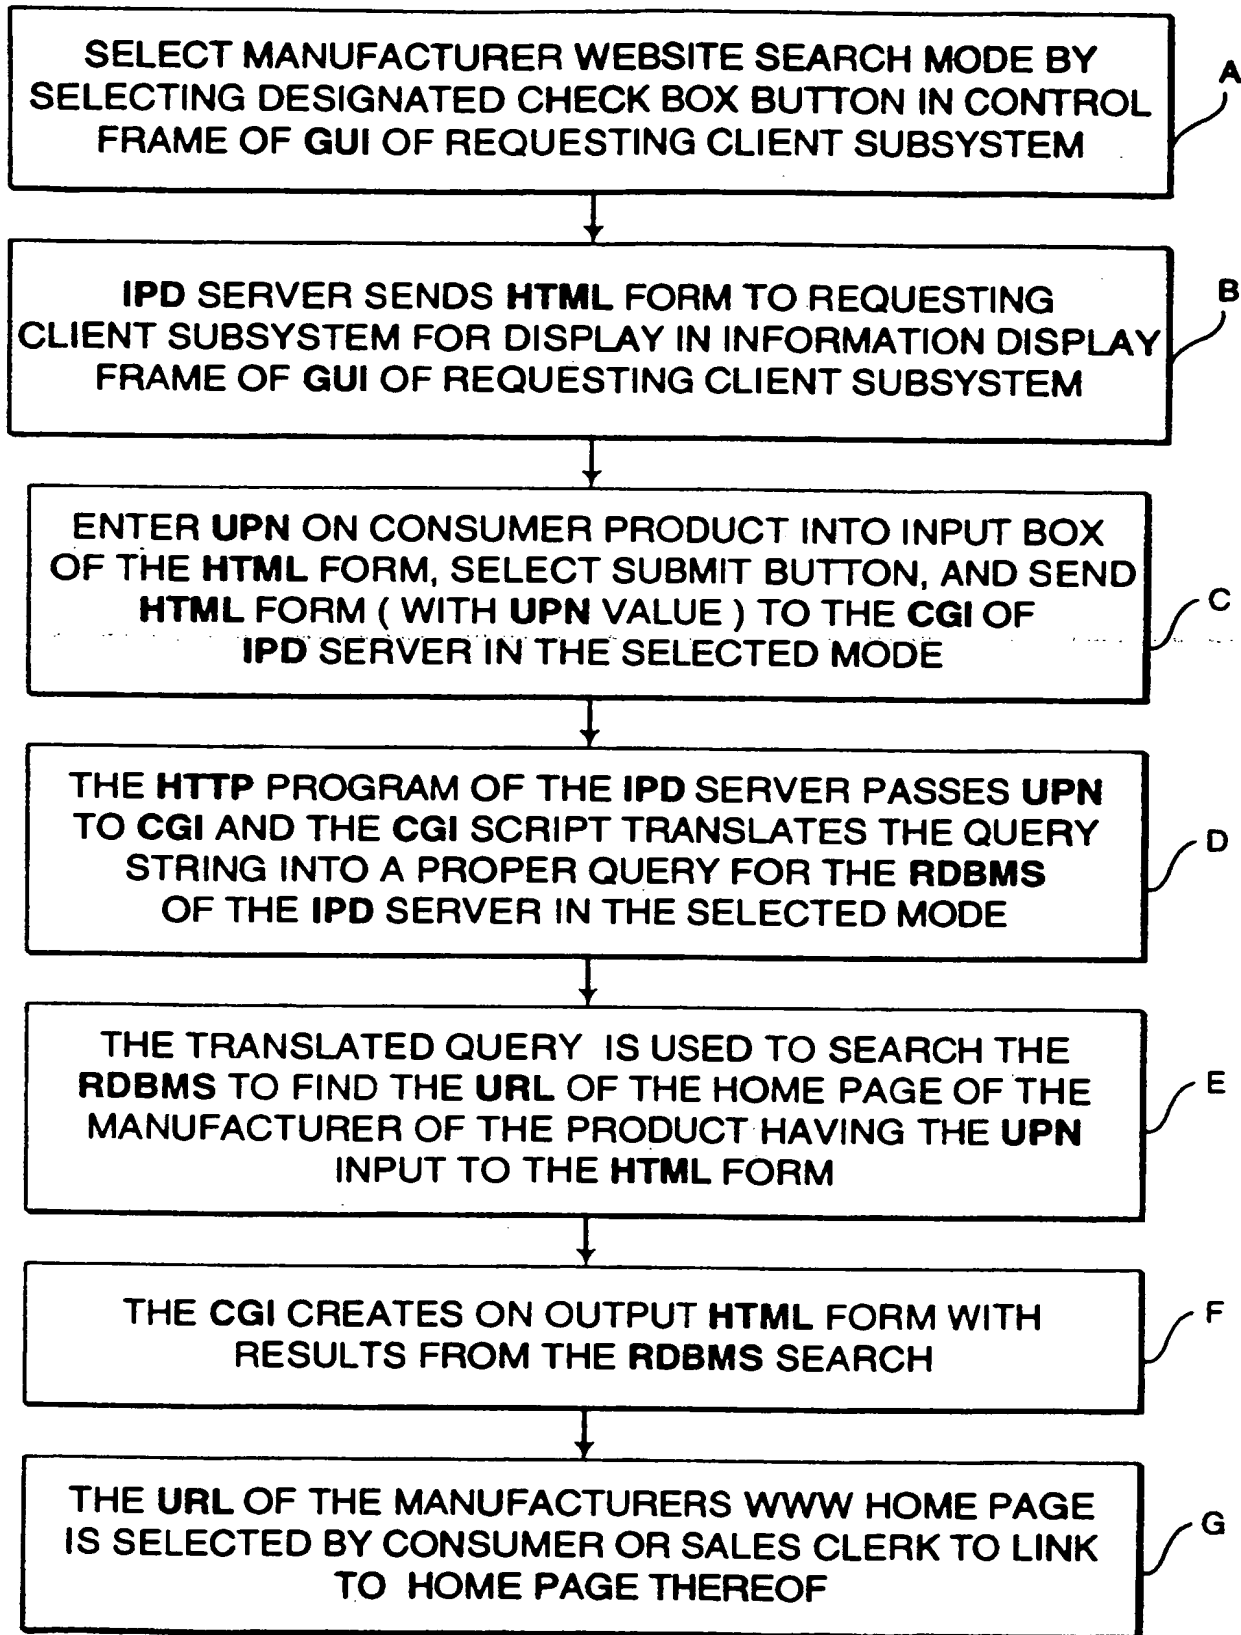 SELECT MANUFACTURER WEBSITE SEARCH MODE BY
SELECTING DESIGNATED CHECK BOX BUTTON IN CONTROL
FRAME OF GUI OF REQUESTING CLIENT SUBSYSTEM
A
IPD SERVER SENDS HTML FORM TO REQUESTING
CLIENT SUBSYSTEM FOR DISPLAY IN INFORMATION DISPLAY
FRAME OF GUI OF REQUESTING CLIENT SUBSYSTEM
B
ENTER UPN ON CONSUMER PRODUCT INTO INPUT BOX
OF THE HTML FORM, SELECT SUBMIT BUTTON, AND SEND
HTML FORM ( WITH UPN VALUE ) TO THE CGI OF
IPD SERVER IN THE SELECTED MODE
C
THE HTTP PROGRAM OF THE IPD SERVER PASSES UPN
TO CGI AND THE CGI SCRIPT TRANSLATES THE QUERY
STRING INTO A PROPER QUERY FOR THE RDBMS
OF THE IPD SERVER IN THE SELECTED MODE
D
THE TRANSLATED QUERY IS USED TO SEARCH THE
RDBMS TO FIND THE URL OF THE HOME PAGE OF THE
MANUFACTURER OF THE PRODUCT HAVING THE UPN
INPUT TO THE HTML FORM
E
THE CGI CREATES ON OUTPUT HTML FORM WITH
RESULTS FROM THE RDBMS SEARCH
F
THE URL OF THE MANUFACTURERS WWW HOME PAGE
IS SELECTED BY CONSUMER OR SALES CLERK TO LINK
TO HOME PAGE THEREOF
G